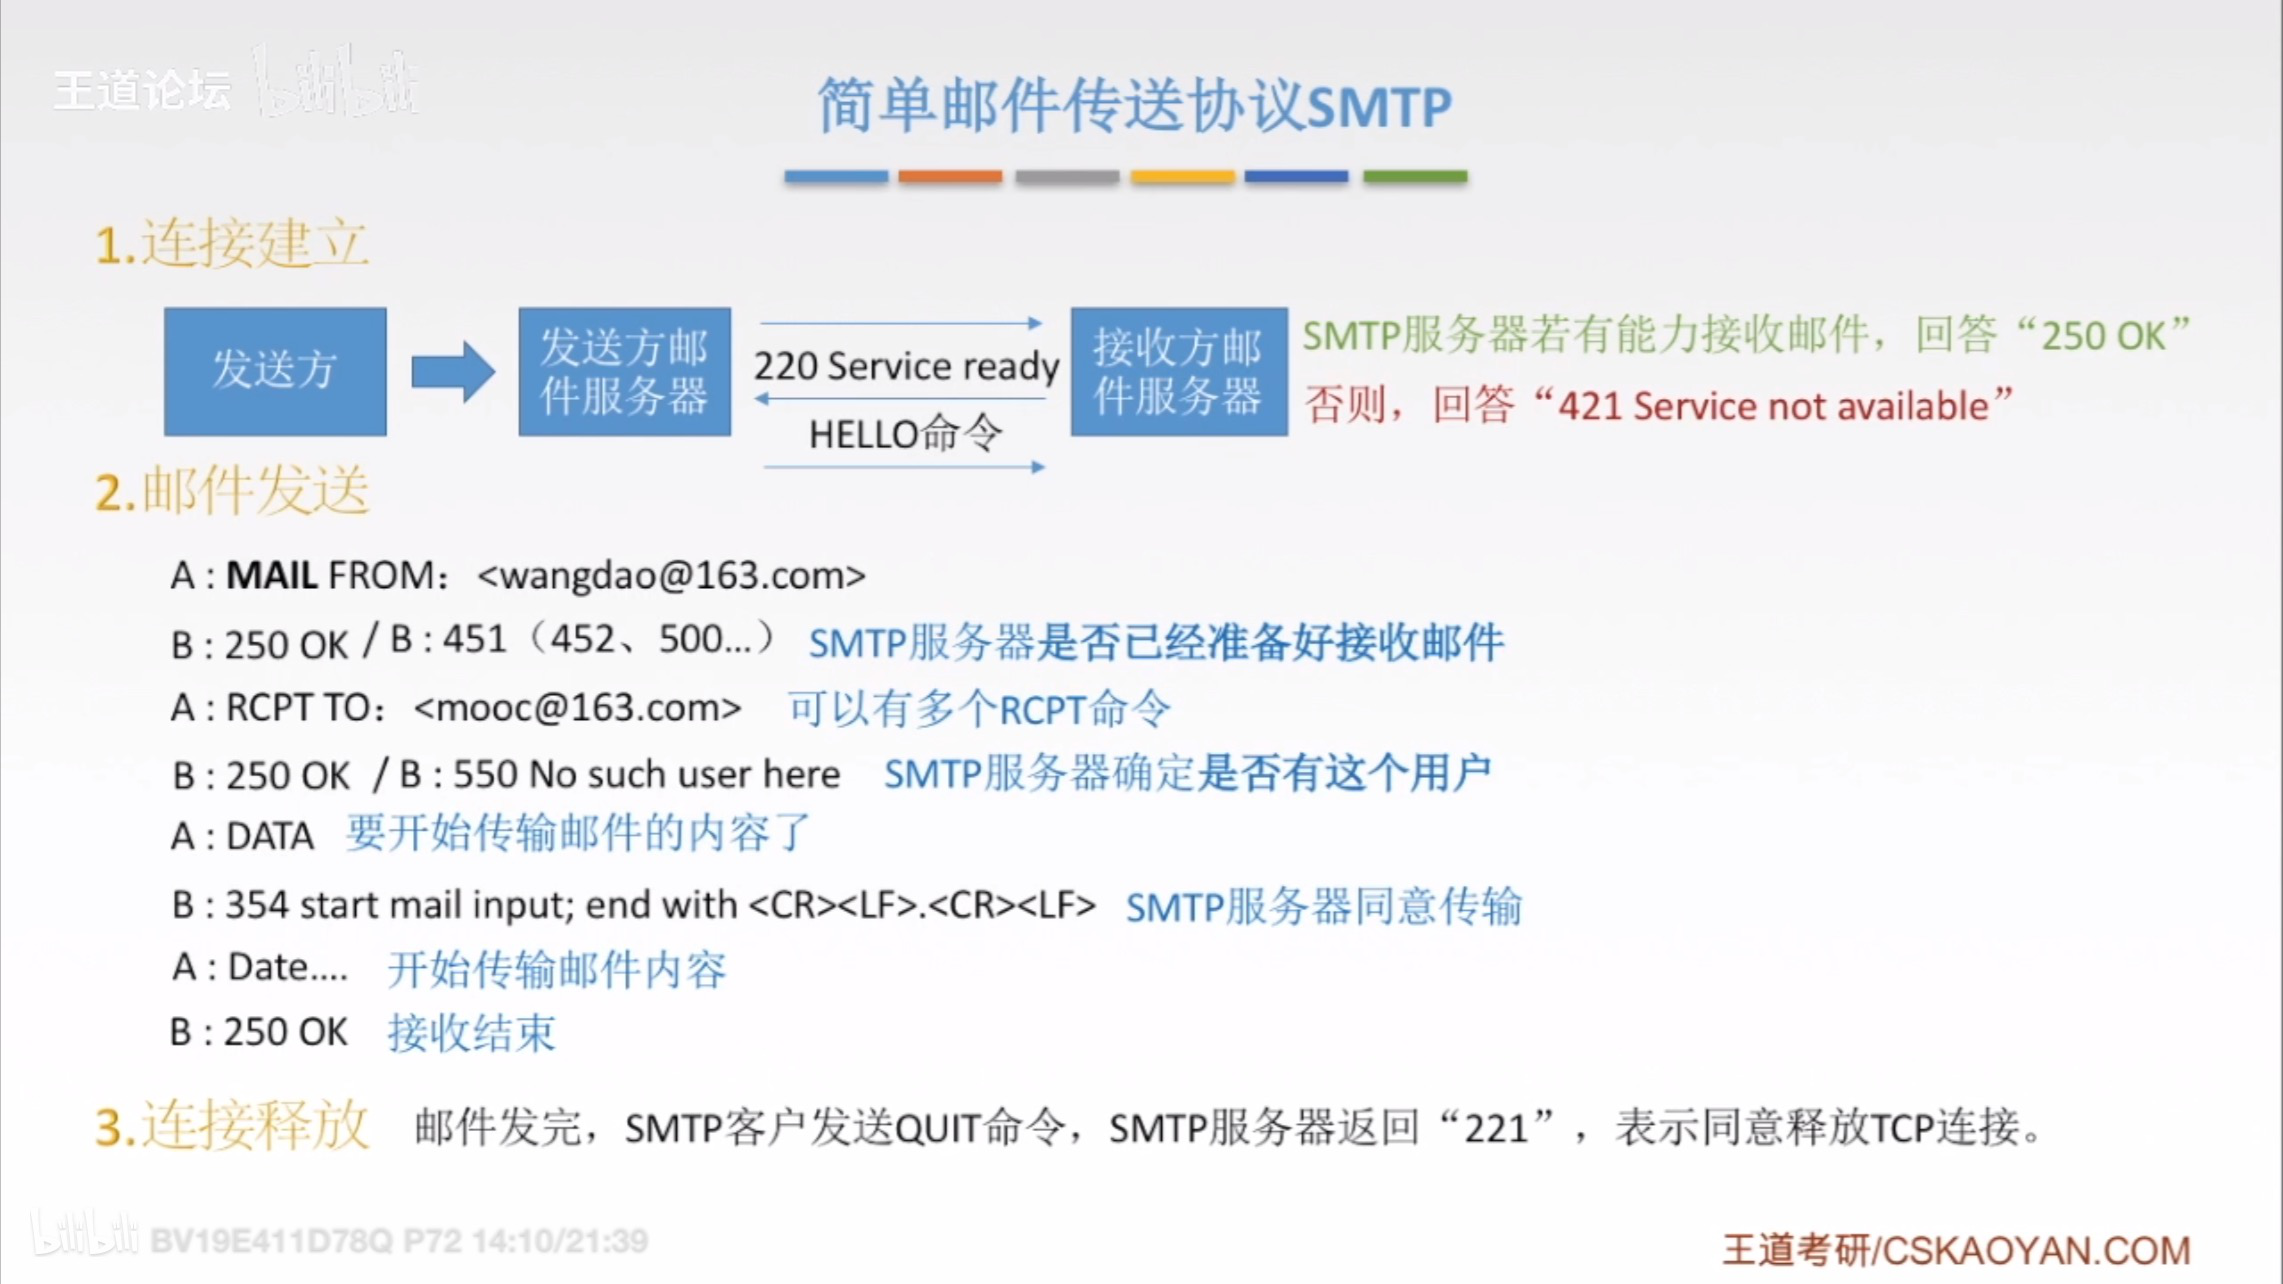 王道论坛 bilibili
简单邮件传送协议SMTP
1.连接建立
发送方
发送方邮
件服务器
220 Service ready
HELLO命令
接收方邮
件服务器
SMTP服务器若有能力接收邮件，回答“250 OK”
否则，回答“421 Service not available”
2.邮件发送
A : MAIL FROM：<wangdao@163.com>
B : 250 OK / B : 451（452、500...） SMTP服务器是否已经准备好接收邮件
A : RCPT TO：<mooc@163.com> 可以有多个RCPT命令
B : 250 OK / B : 550 No such user here SMTP服务器确定是否有这个用户
A : DATA 要开始传输邮件的内容了
B : 354 start mail input; end with <CR><LF>.<CR><LF> SMTP服务器同意传输
A : Date.... 开始传输邮件内容
B : 250 OK 接收结束
3.连接释放 邮件发完，SMTP客户发送QUIT命令，SMTP服务器返回“221”，表示同意释放TCP连接。
bilibili BV19E411D78Q P72 14:10/21:39
王道考研/CSKAOYAN.COM